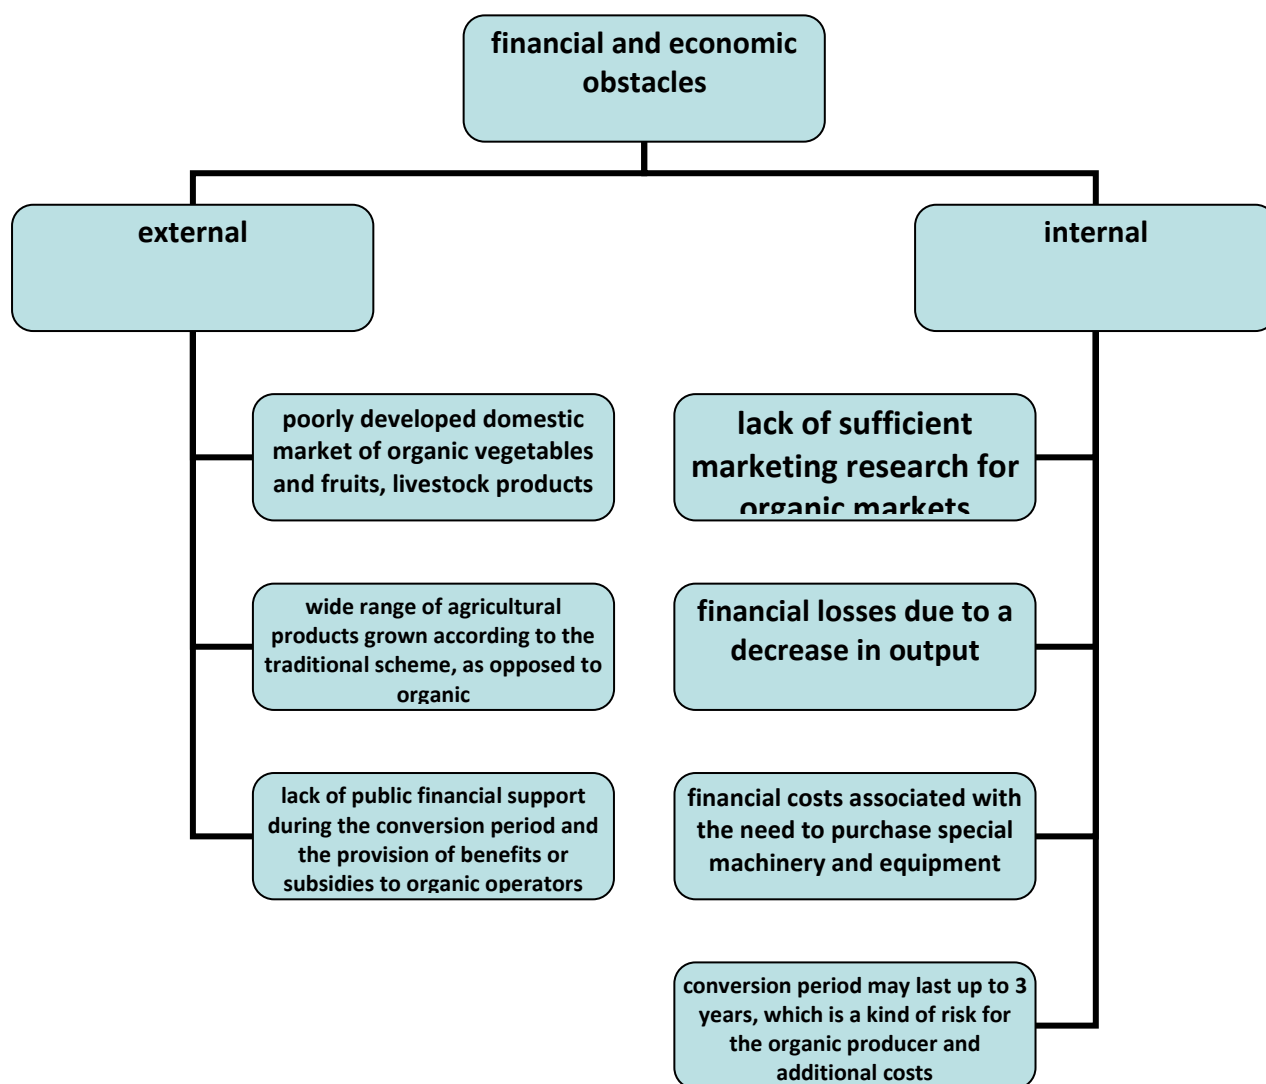 financial and economic
obstacles
external
internal
poorly developed domestic
market of organic vegetables
and fruits, livestock products
lack of sufficient
marketing research for
organic markets
wide range of agricultural
products grown according to the
traditional scheme, as opposed to
organic
financial losses due to a
decrease in output
lack of public financial support
during the conversion period and
the provision of benefits or
subsidies to organic operators
financial costs associated with
the need to purchase special
machinery and equipment
conversion period may last up to 3
years, which is a kind of risk for
the organic producer and
additional costs